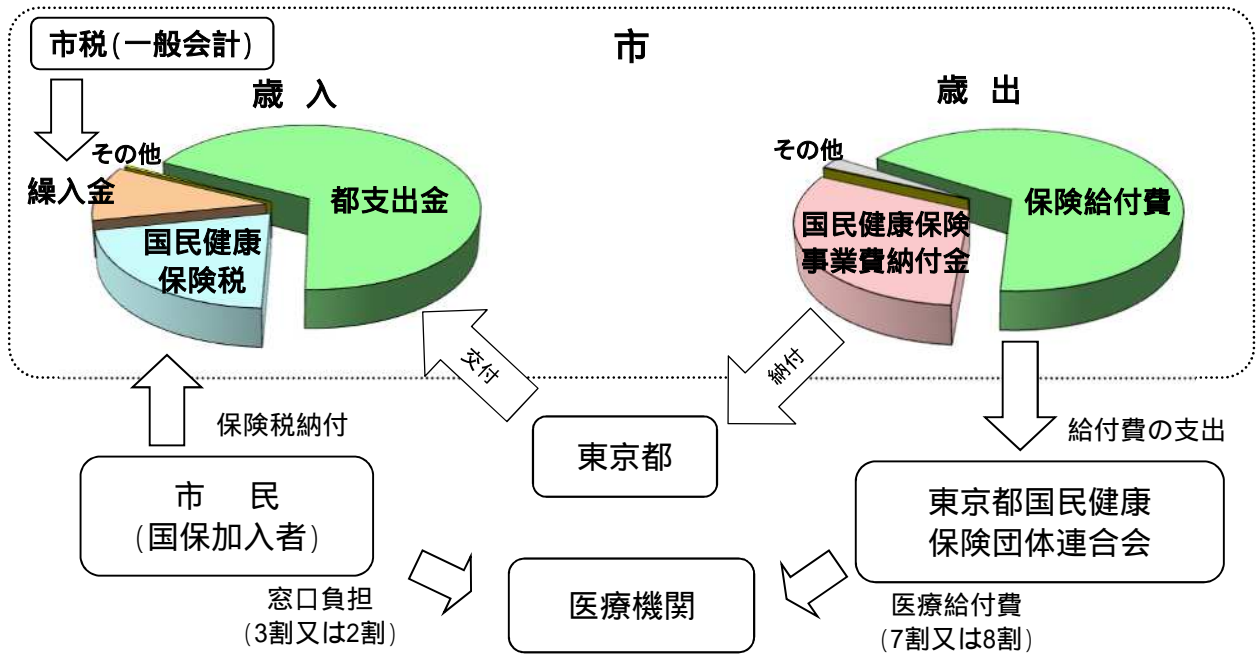 市税(一般会計)
市
歳 入
歳 出
その他
繰入金
都支出金
国民健康
保険税
その他
保険給付費
国民健康保険
事業費納付金
交付
納付
保険税納付
給付費の支出
東京都
市 民
(国保加入者)
東京都国民健康
保険団体連合会
医療機関
窓口負担
(3割又は2割)
医療給付費
(7割又は8割)